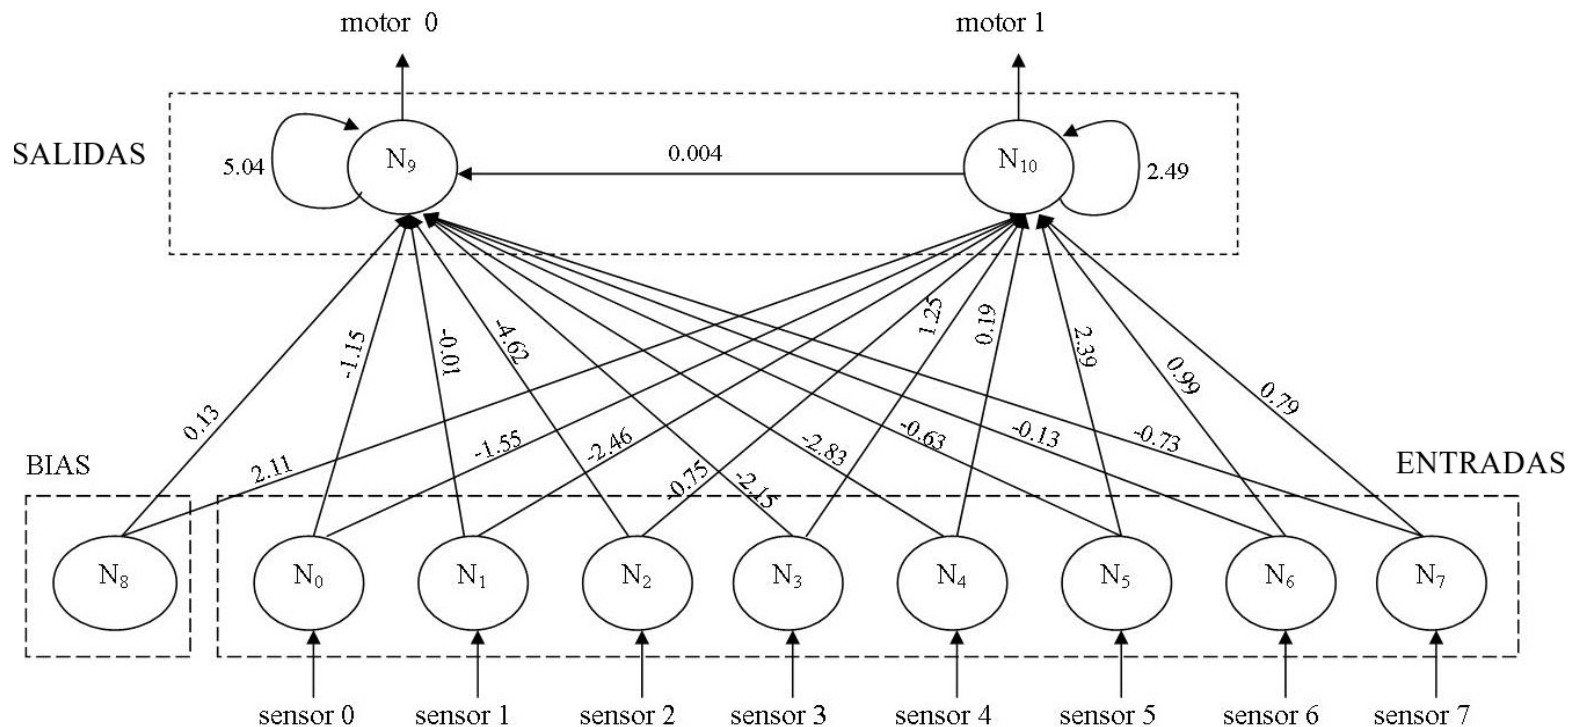 motor 0
motor 1
SALIDAS
5.04
N9
0.004
N10
2.49
-1.15
-0.01
-4.62
1.25
0.19
2.39
0.99
0.79
0.13
2.11
-1.55
-2.46
-0.75
-2.15
-2.83
-0.63
-0.13
-0.73
BIAS
ENTRADAS
N8
N0
N1
N2
N3
N4
N5
N6
N7
sensor 0
sensor 1
sensor 2
sensor 3
sensor 4
sensor 5
sensor 6
sensor 7